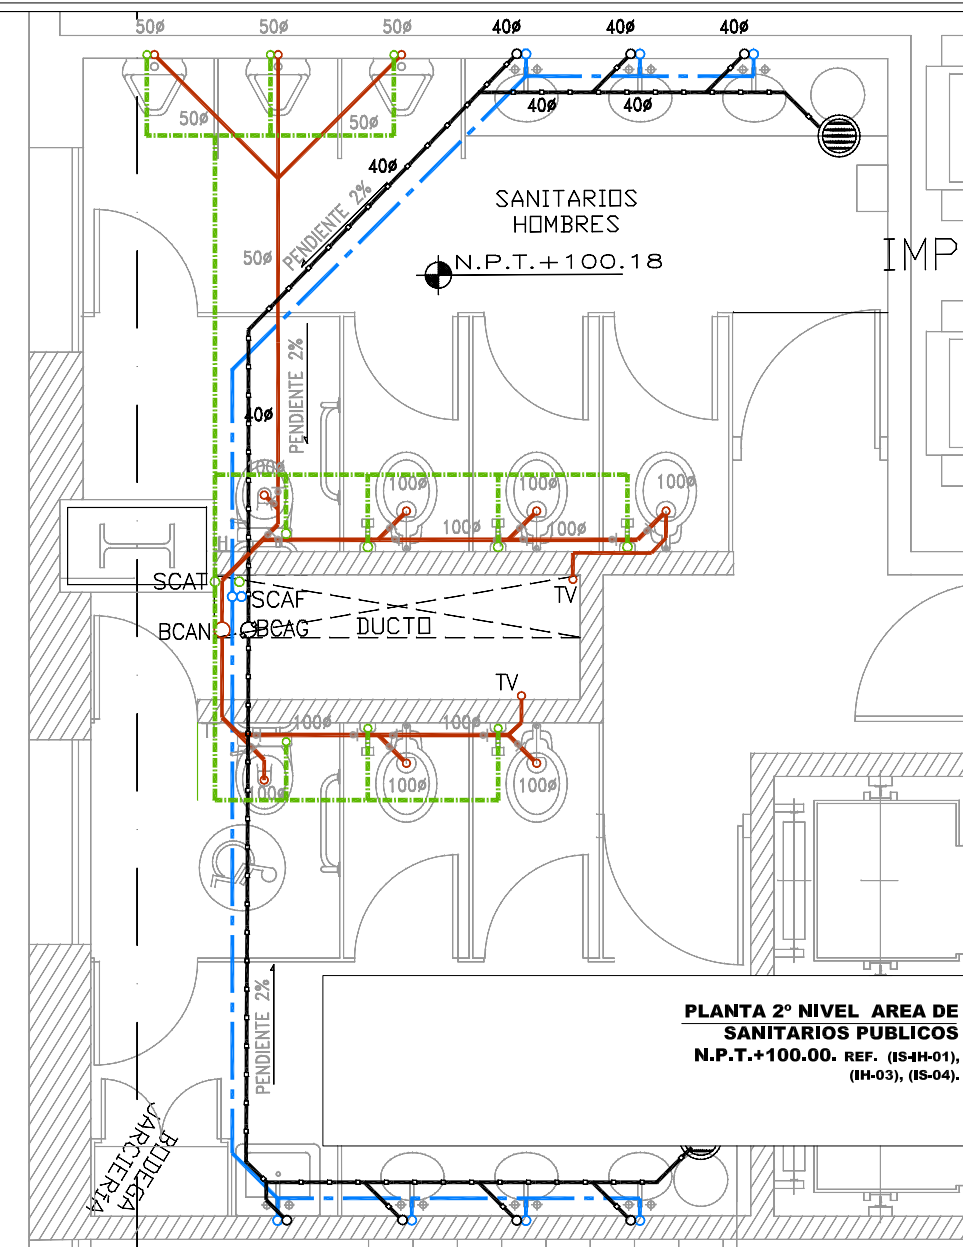 50ø 50ø 50ø 40ø 40ø 40ø
40ø 40ø
50ø 50ø
40ø
SANITARIOS
HOMBRES
PENDIENTE 2%
50ø
N.P.T.+100.18
IMP
PENDIENTE 2%
40ø
100ø
100ø 100ø 100ø
H
100ø 100ø
SCAT
SCAF
TV
BCAN
BCAG
DUCTO
TV
100ø 100ø
H
100ø 100ø 100ø
PENDIENTE 2%
PLANTA 2º NIVEL AREA DE
SANITARIOS PUBLICOS
N.P.T.+100.00. REF. (IS-IH-01),
(IH-03), (IS-04).
BODEGA
JARCIERIA